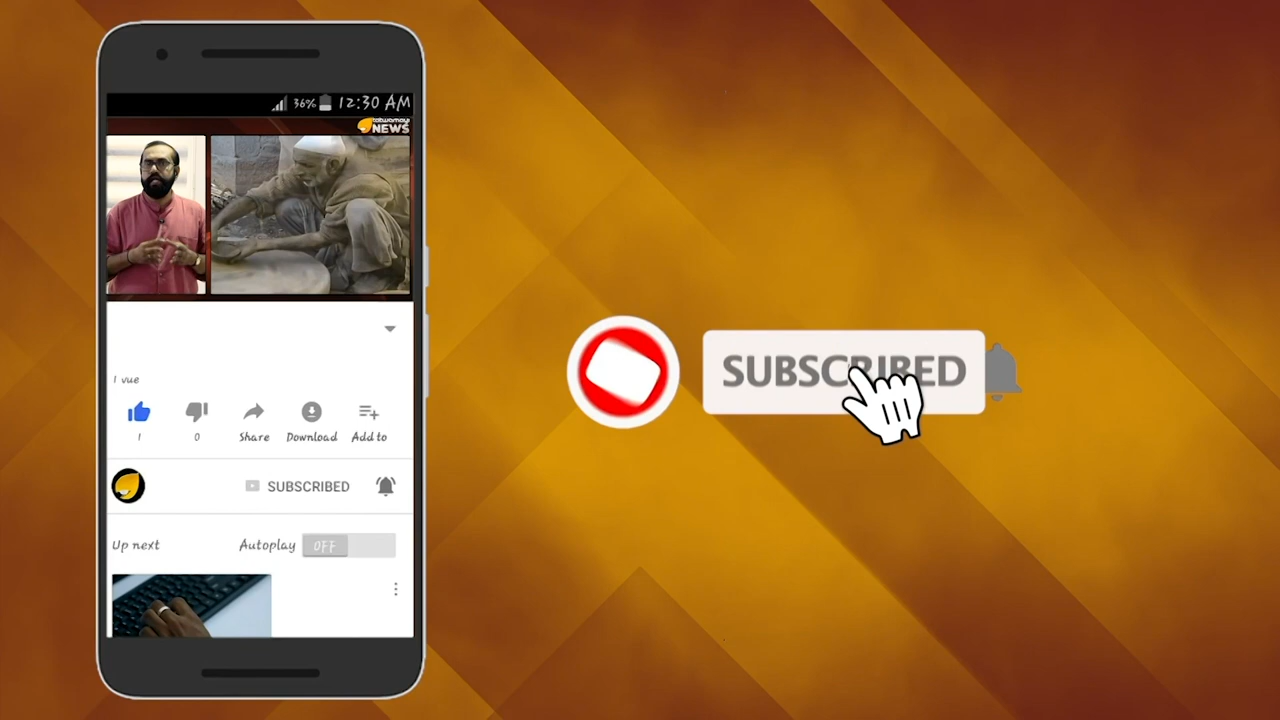 36% 12:30 AM
tatwamayi
NEWS
1 vue
1 0 Share Download Add to
SUBSCRIBED
Up next Autoplay OFF
SUBSCRIBED